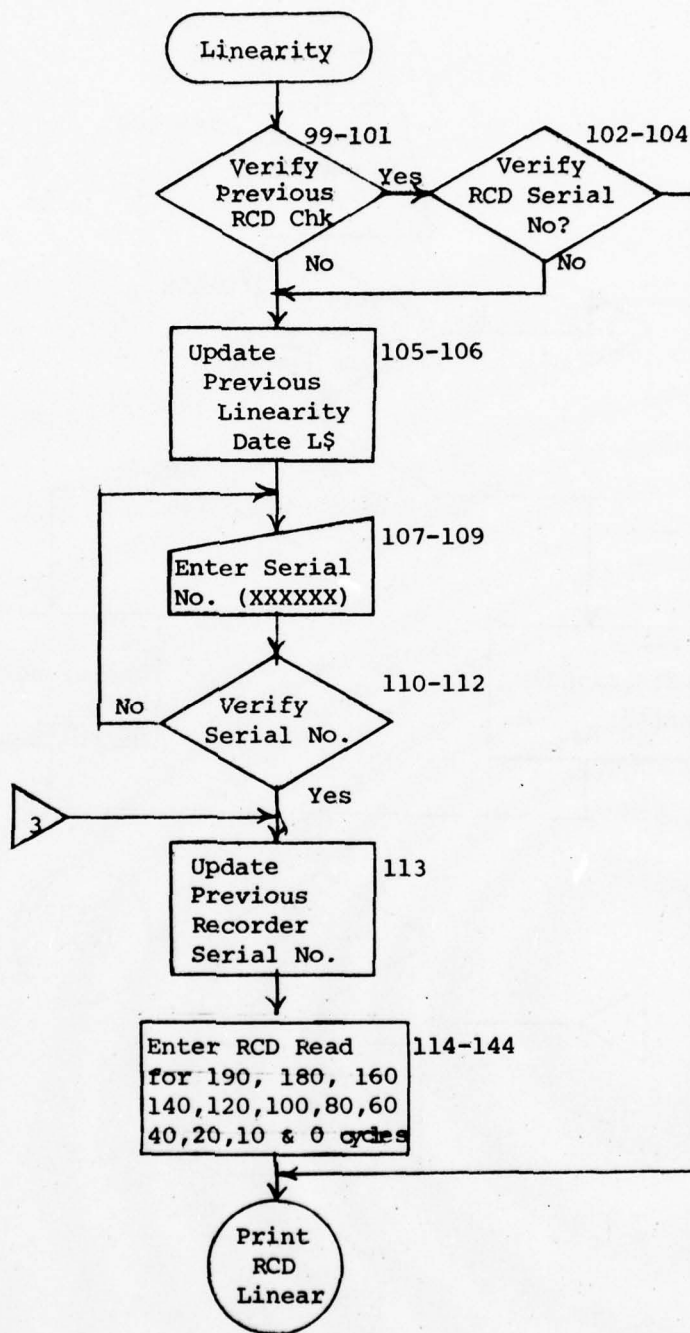 Linearity
99-101
Verify
Previous
RCD Chk
Yes
No
102-104
Verify
RCD Serial
No?
No
Update
Previous
Linearity
Date L$
105-106
107-109
Enter Serial
No. (XXXXXX)
110-112
No
Verify
Serial No.
Yes
3
Update
Previous
Recorder
Serial No.
113
Enter RCD Read
for 190, 180, 160
140,120,100,80,60
40,20,10 & 0 cycles
114-144
Print
RCD
Linear